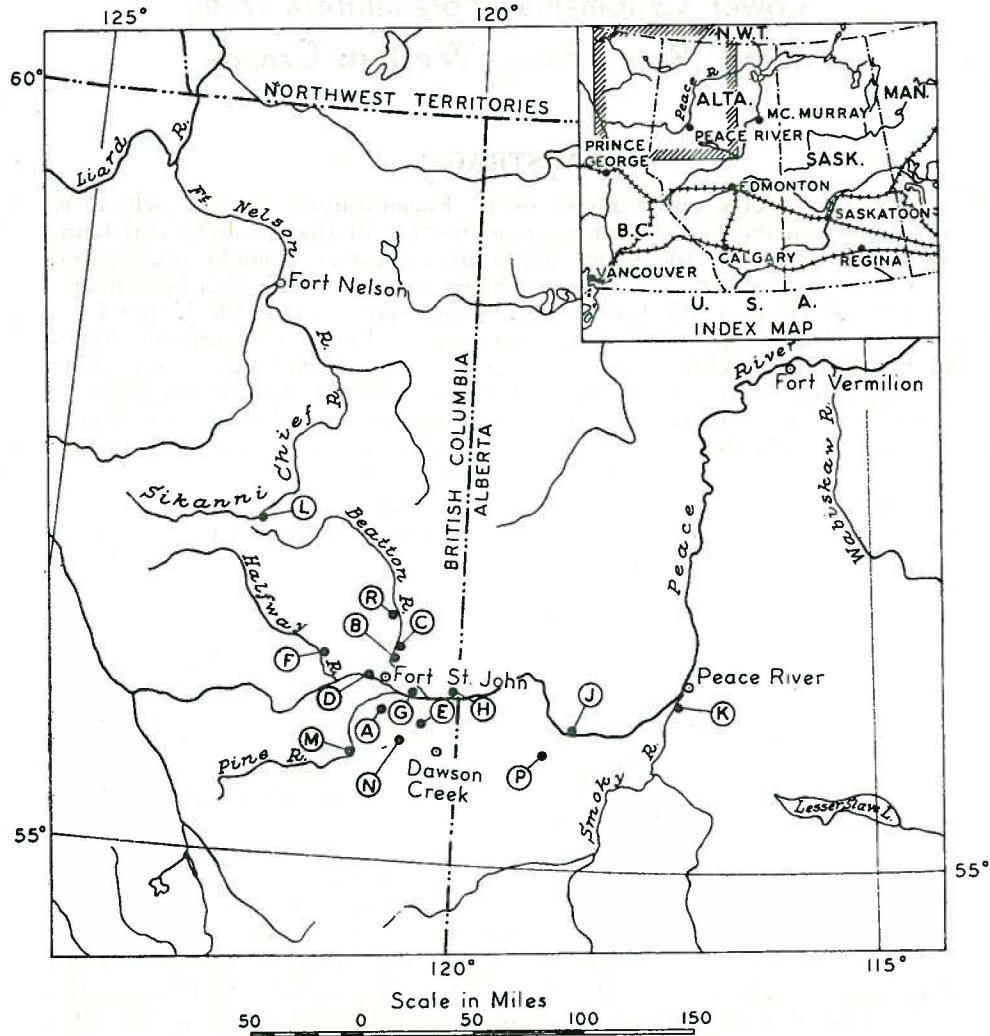 125°
120°
60°
NORTHWEST TERRITORIES
Liard R.
Ft. Nelson R.
Fort Nelson
Sikanni Chief R.
BRITISH COLUMBIA
ALBERTA
N.W.T.
Peace R.
ALTA.
MC. MURRAY
MAN.
PEACE RIVER
PRINCE
GEORGE
SASK.
EDMONTON
SASKATOON
B.C.
CALGARY
REGINA
VANCOUVER
U. S. A.
INDEX MAP
Peace River
Fort Vermilion
Wabiskaw R.
L
Beatton R.
Halfway R.
R
B
C
F
D
Fort St. John
Peace River
A
G
E
H
J
K
M
Pine R.
N
Dawson
Creek
P
Smoky R.
Lesser Slave L.
55°
55°
120°
115°
Scale in Miles
50 0 50 100 150